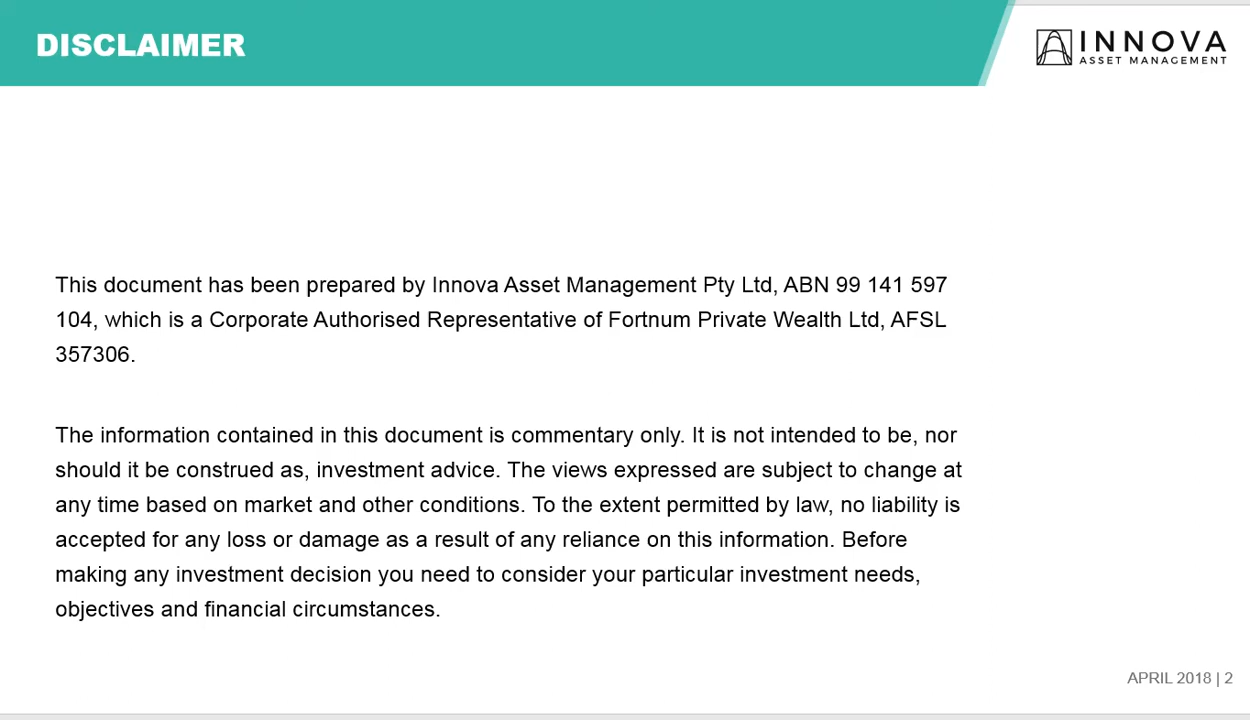 DISCLAIMER
INNOVA
ASSET MANAGEMENT
This document has been prepared by Innova Asset Management Pty Ltd, ABN 99 141 597
104, which is a Corporate Authorised Representative of Fortnum Private Wealth Ltd, AFSL
357306.
The information contained in this document is commentary only. It is not intended to be, nor
should it be construed as, investment advice. The views expressed are subject to change at
any time based on market and other conditions. To the extent permitted by law, no liability is
accepted for any loss or damage as a result of any reliance on this information. Before
making any investment decision you need to consider your particular investment needs,
objectives and financial circumstances.
APRIL 2018 | 2